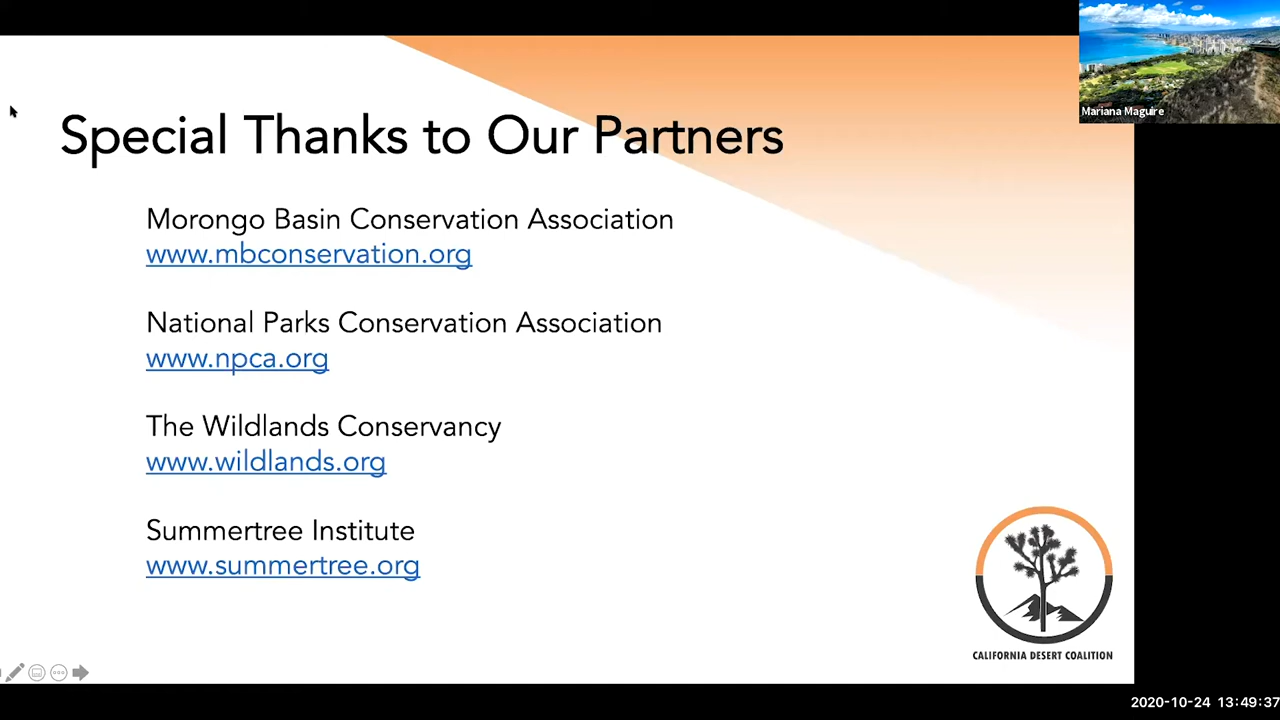 Mariana Maguire
Special Thanks to Our Partners
Morongo Basin Conservation Association
www.mbconservation.org
National Parks Conservation Association
www.npca.org
The Wildlands Conservancy
www.wildlands.org
Summertree Institute
www.summertree.org
CALIFORNIA DESERT COALITION
2020-10-24 13:49:37